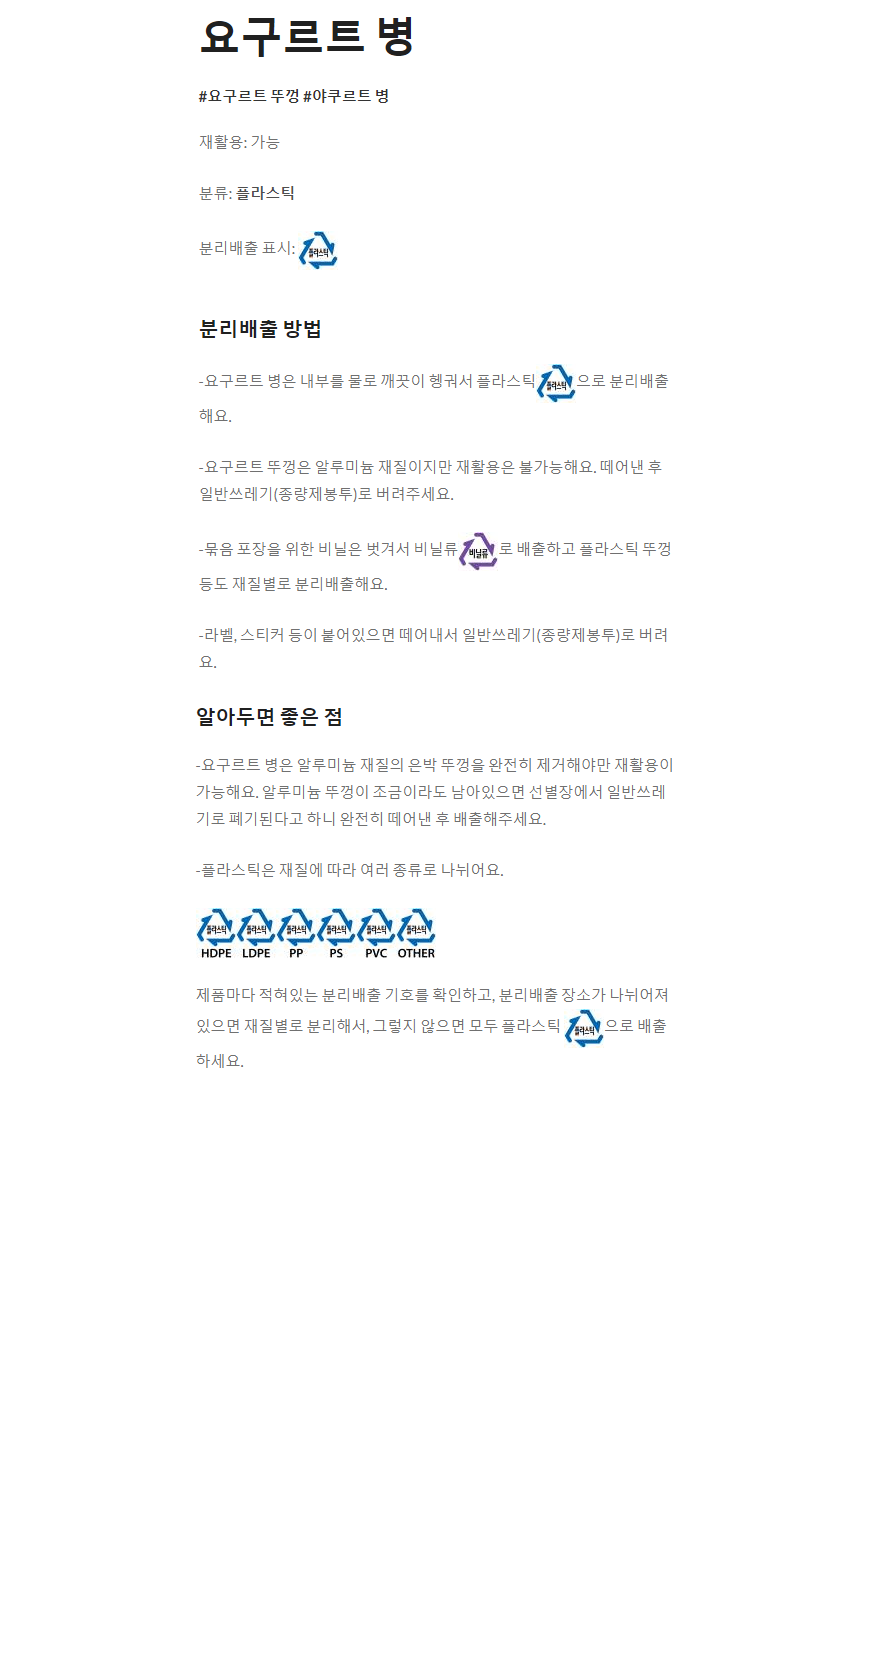 요구르트 병
#요구르트 뚜껑 #야쿠르트 병
재활용: 가능
분류: 플라스틱
분리배출 표시: 플라스틱
분리배출 방법
-요구르트 병은 내부를 물로 깨끗이 헹궈서 플라스틱 플라스틱 으로 분리배출
해요.
-요구르트 뚜껑은 알루미늄 재질이지만 재활용은 불가능해요. 떼어낸 후
일반쓰레기(종량제봉투)로 버려주세요.
-묶음 포장을 위한 비닐은 벗겨서 비닐류 비닐류 로 배출하고 플라스틱 뚜껑
등도 재질별로 분리배출해요.
-라벨, 스티커 등이 붙어있으면 떼어내서 일반쓰레기(종량제봉투)로 버려
요.
알아두면 좋은 점
-요구르트 병은 알루미늄 재질의 은박 뚜껑을 완전히 제거해야만 재활용이
가능해요. 알루미늄 뚜껑이 조금이라도 남아있으면 선별장에서 일반쓰레
기로 폐기된다고 하니 완전히 떼어낸 후 배출해주세요.
-플라스틱은 재질에 따라 여러 종류로 나뉘어요.
플라스틱 플라스틱 플라스틱 플라스틱 플라스틱 플라스틱
HDPE LDPE PP PS PVC OTHER
제품마다 적혀있는 분리배출 기호를 확인하고, 분리배출 장소가 나뉘어져
있으면 재질별로 분리해서, 그렇지 않으면 모두 플라스틱 플라스틱 으로 배출
하세요.